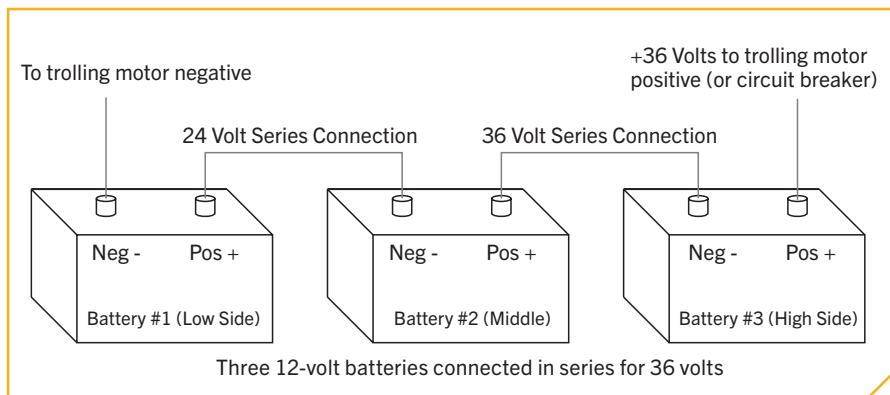 To trolling motor negative
+36 Volts to trolling motor
positive (or circuit breaker)
24 Volt Series Connection
36 Volt Series Connection
Neg -
Pos +
Neg -
Pos +
Neg -
Pos +
Battery #1 (Low Side)
Battery #2 (Middle)
Battery #3 (High Side)
Three 12-volt batteries connected in series for 36 volts